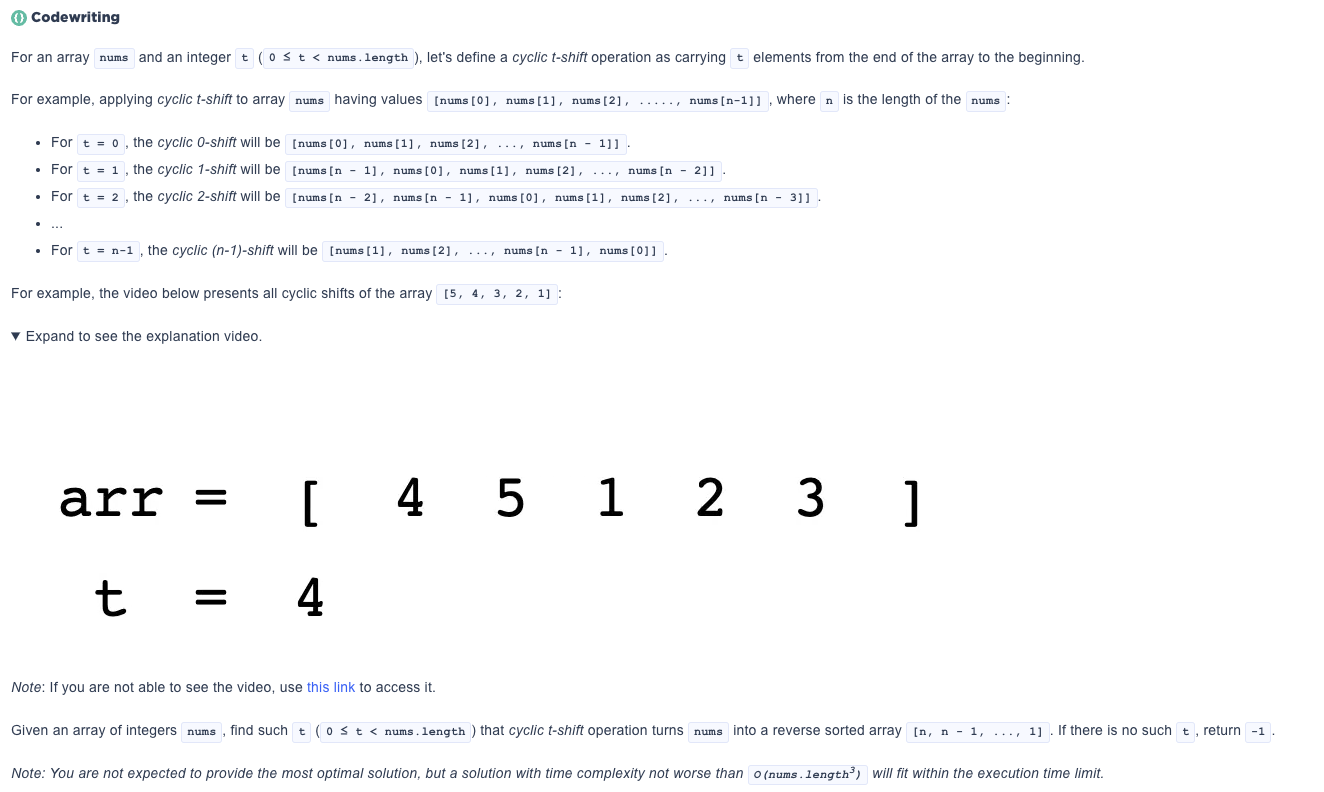 Codewriting
For an array nums and an integer t (0 ≤ t < nums.length), let's define a cyclic t-shift operation as carrying t elements from the end of the array to the beginning.
For example, applying cyclic t-shift to array nums having values [nums[0], nums[1], nums[2], ....., nums[n-1]], where n is the length of the nums:
• For t = 0, the cyclic 0-shift will be [nums[0], nums[1], nums[2], ..., nums[n - 1]].
• For t = 1, the cyclic 1-shift will be [nums[n - 1], nums[0], nums[1], nums[2], ..., nums[n - 2]].
• For t = 2, the cyclic 2-shift will be [nums[n - 2], nums[n - 1], nums[0], nums[1], nums[2], ..., nums[n - 3]].
• ...
• For t = n-1, the cyclic (n-1)-shift will be [nums[1], nums[2], ..., nums[n - 1], nums[0]].
For example, the video below presents all cyclic shifts of the array [5, 4, 3, 2, 1]:
▼ Expand to see the explanation video.
arr = [ 4 5 1 2 3 ]
t = 4
Note: If you are not able to see the video, use this link to access it.
Given an array of integers nums, find such t (0 ≤ t < nums.length) that cyclic t-shift operation turns nums into a reverse sorted array [n, n - 1, ..., 1]. If there is no such t, return -1.
Note: You are not expected to provide the most optimal solution, but a solution with time complexity not worse than O(nums.length³) will fit within the execution time limit.